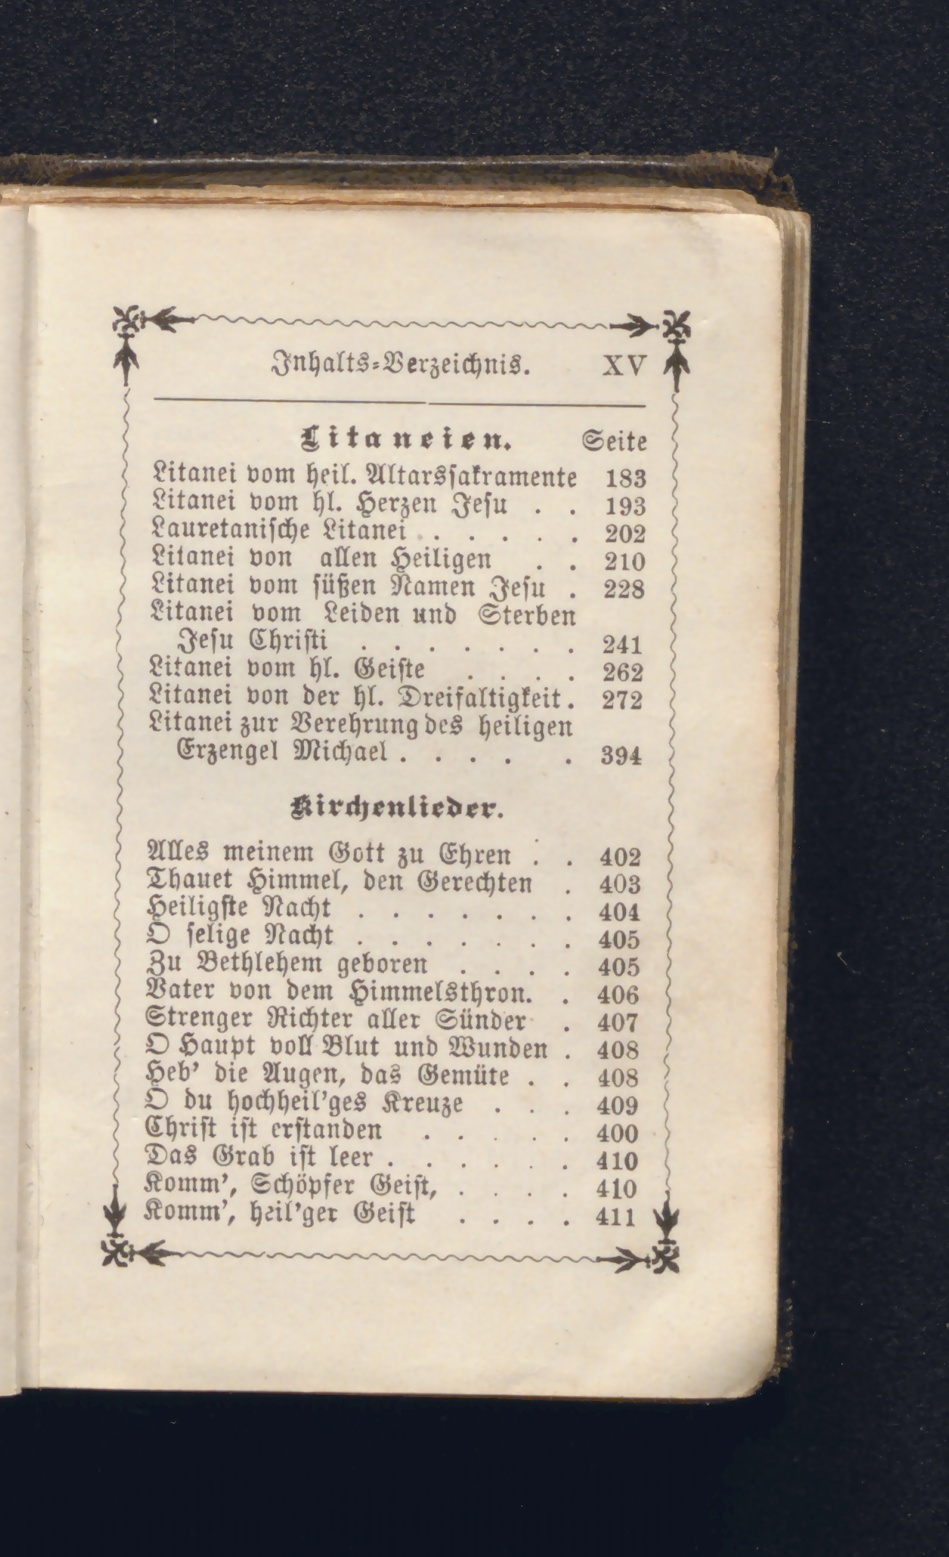 Inhalts-Verzeichnis. XV
Litaneien. Seite
Litanei vom heil. Altarssakramente 183
Litanei vom hl. Herzen Jesu . . 193
Lauretanische Litanei . . . . . 202
Litanei von allen Heiligen . . 210
Litanei vom süßen Namen Jesu . 228
Litanei vom Leiden und Sterben
Jesu Christi . . . . . . . 241
Litanei vom hl. Geiste . . . . 262
Litanei von der hl. Dreifaltigkeit . 272
Litanei zur Verehrung des heiligen
Erzengel Michael . . . . . 394
Kirchenlieder.
Alles meinem Gott zu Ehren . . 402
Thauet Himmel, den Gerechten . 403
Heiligste Nacht . . . . . . . 404
O selige Nacht . . . . . . . 405
Zu Bethlehem geboren . . . . 405
Vater von dem Himmelsthron. . 406
Strenger Richter aller Sünder . 407
O Haupt voll Blut und Wunden . 408
Heb' die Augen, das Gemüte . . 408
O du hochheil'ges Kreuze . . . 409
Christ ist erstanden . . . . . 400
Das Grab ist leer . . . . . . 410
Komm', Schöpfer Geist, . . . . 410
Komm', heil'ger Geist . . . . 411